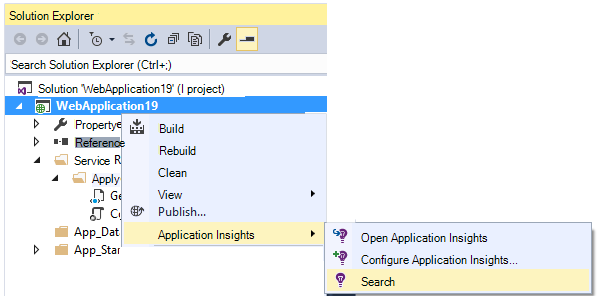 Solution Explorer
Search Solution Explorer (Ctrl+;)
Solution 'WebApplication19' (I project)
WebApplication19
Propertye
Build
Reference
Rebuild
Service R
Clean
Apply
View
Ge
Publish...
Cy
App_Dat
Application Insights
Open Application Insights
App_Star
Configure Application Insights...
Search